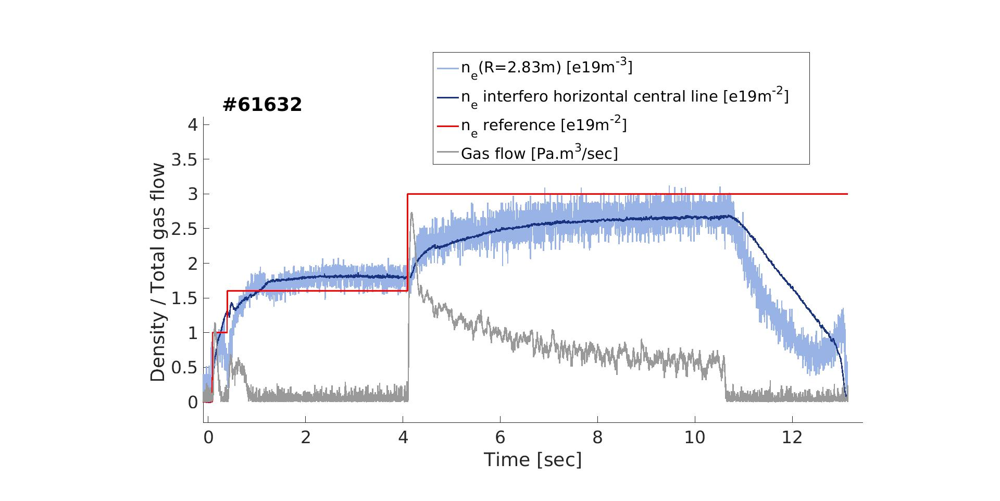 #61632
n_e(R=2.83m) [e19m^-3]
n_e interfero horizontal central line [e19m^-2]
n_e reference [e19m^-2]
Gas flow [Pa.m^3/sec]
Density / Total gas flow
4
3.5
3
2.5
2
1.5
1
0.5
0
0 2 4 6 8 10 12
Time [sec]